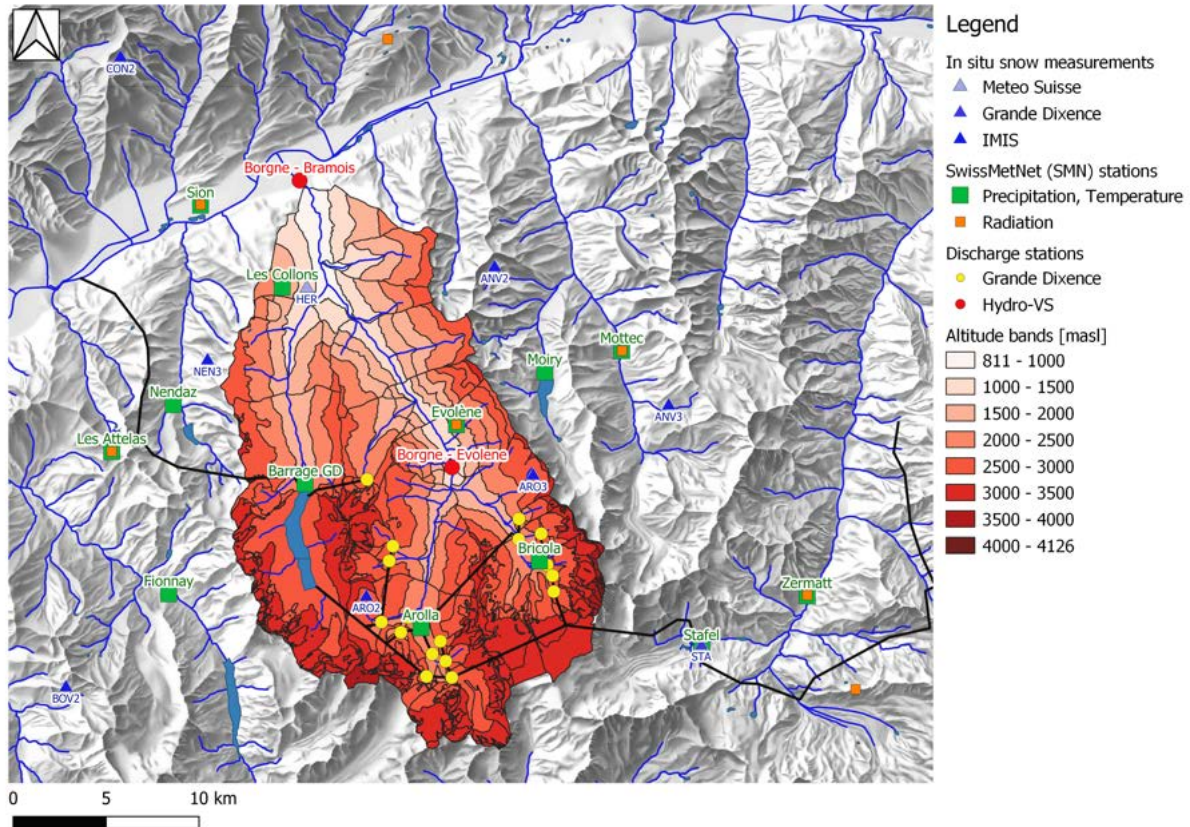 CON2
Borgne - Bramois
Sion
Les Collons
HER
ANV2
Mottec
Moiry
NEN3
Nendaz
ANV3
Evolène
Les Attelas
Borgne - Evolene
Barrage GD
ARO3
Bricola
Fionnay
Zermatt
ARO2
Arolla
Stafel
STA
BOV2
0 5 10 km
Legend
In situ snow measurements
Meteo Suisse
Grande Dixence
IMIS
SwissMetNet (SMN) stations
Precipitation, Temperature
Radiation
Discharge stations
Grande Dixence
Hydro-VS
Altitude bands [masl]
811 - 1000
1000 - 1500
1500 - 2000
2000 - 2500
2500 - 3000
3000 - 3500
3500 - 4000
4000 - 4126